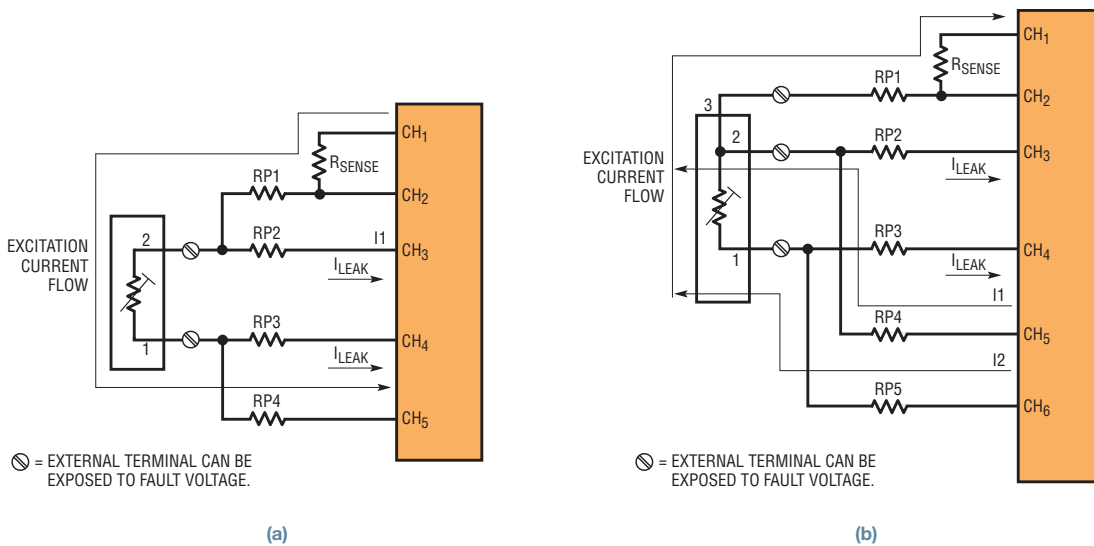 CH1
RSENSE
RP1
CH2
RP2
I1
CH3
ILEAK
EXCITATION
CURRENT
FLOW
2
1
RP3
CH4
ILEAK
RP4
CH5
= EXTERNAL TERMINAL CAN BE
EXPOSED TO FAULT VOLTAGE.
(a)
CH1
RSENSE
RP1
CH2
3
2
RP2
CH3
ILEAK
EXCITATION
CURRENT
FLOW
1
RP3
CH4
ILEAK
I1
RP4
CH5
I2
RP5
CH6
= EXTERNAL TERMINAL CAN BE
EXPOSED TO FAULT VOLTAGE.
(b)